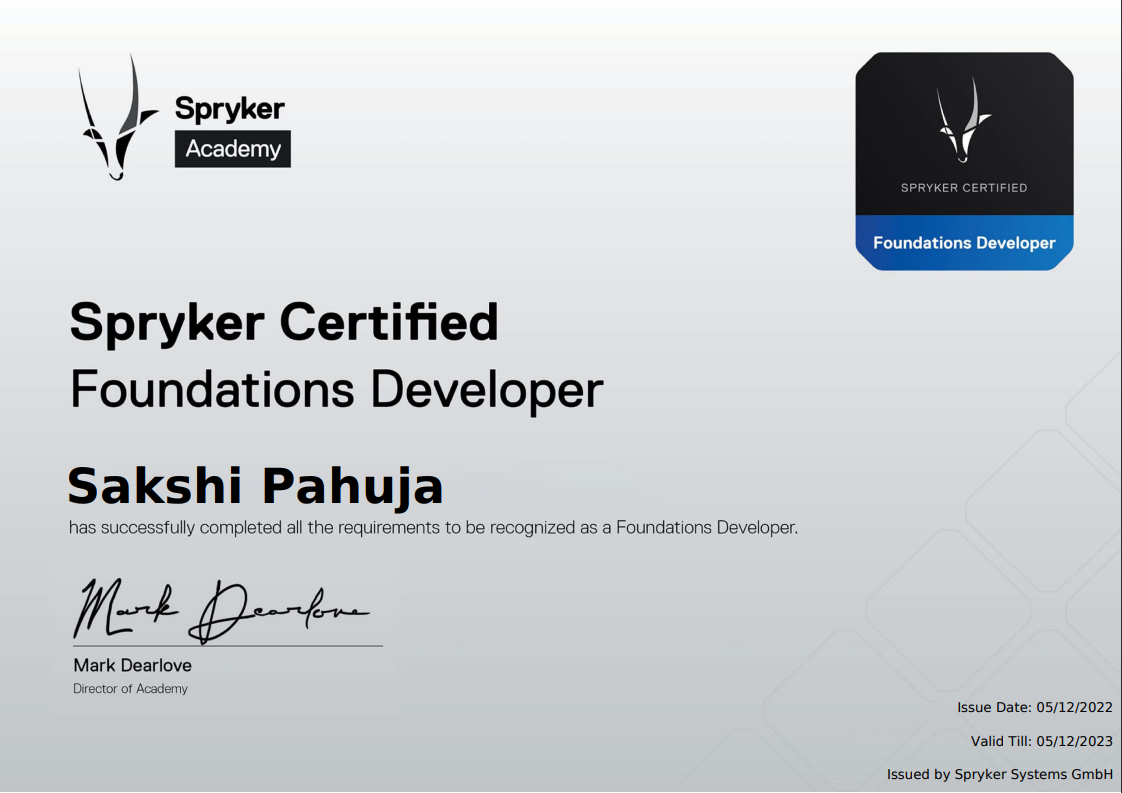 Spryker
Academy
SPRYKER CERTIFIED
Foundations Developer
Spryker Certified
Foundations Developer
Sakshi Pahuja
has successfully completed all the requirements to be recognized as a Foundations Developer.
Mark Dearlove
Mark Dearlove
Director of Academy
Issue Date: 05/12/2022
Valid Till: 05/12/2023
Issued by Spryker Systems GmbH